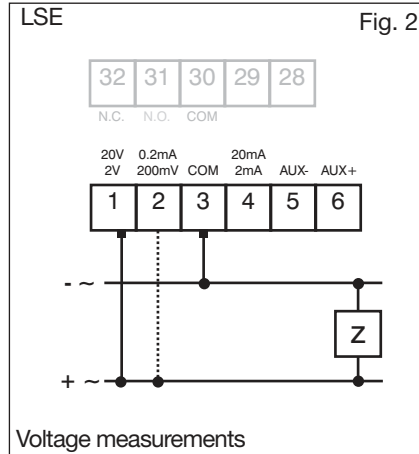 LSE Fig. 2
32 31 30 29 28
N.C. N.O. COM
20V 0.2mA 20mA
2V 200mV COM 2mA AUX- AUX+
1 2 3 4 5 6
- ~
Z
+ ~
Voltage measurements